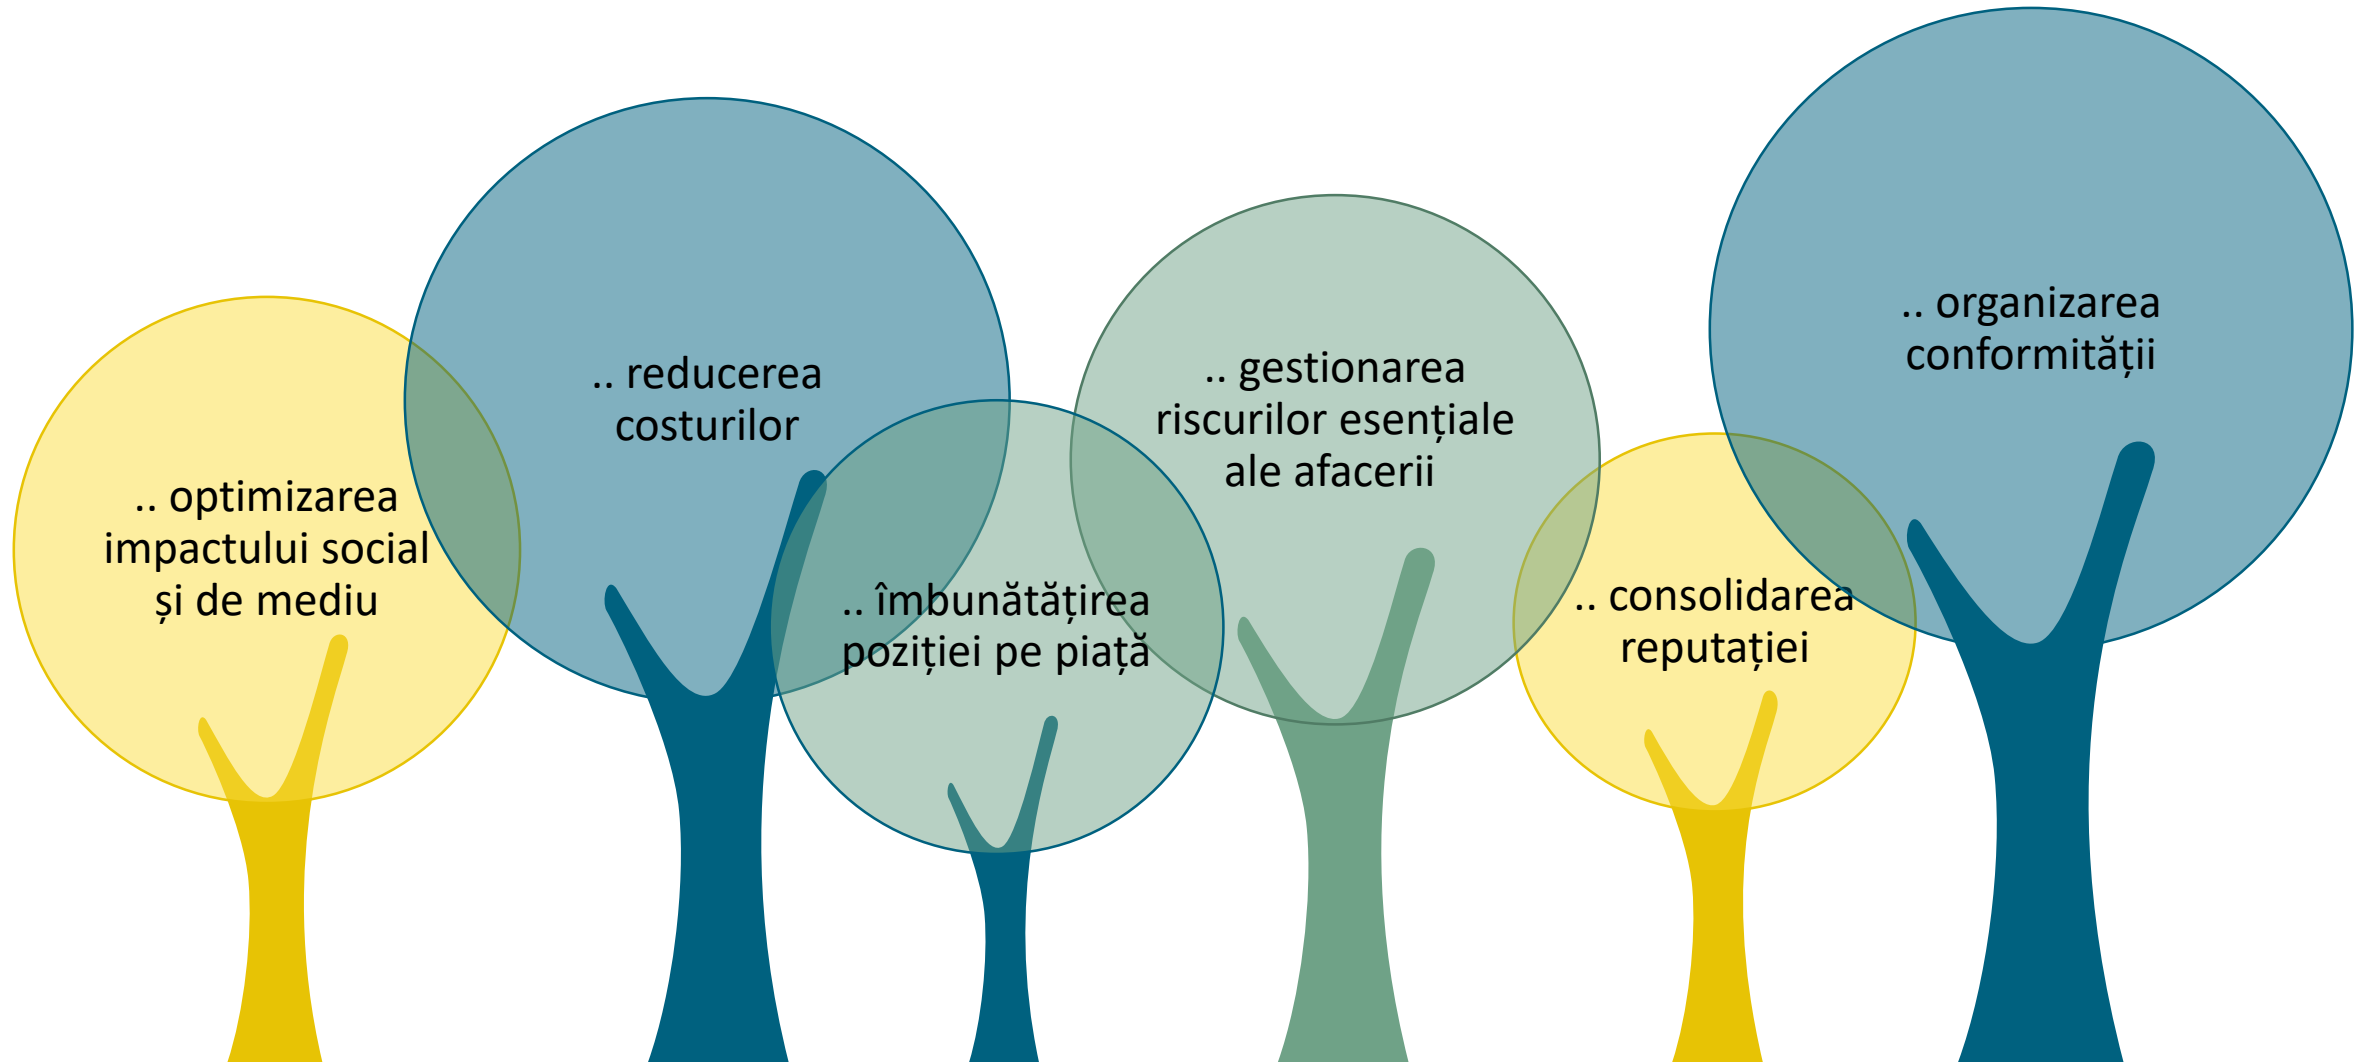 .. optimizarea
impactului social
și de mediu
.. reducerea
costurilor
.. îmbunătățirea
poziției pe piață
.. gestionarea
riscurilor esențiale
ale afacerii
.. consolidarea
reputației
.. organizarea
conformității